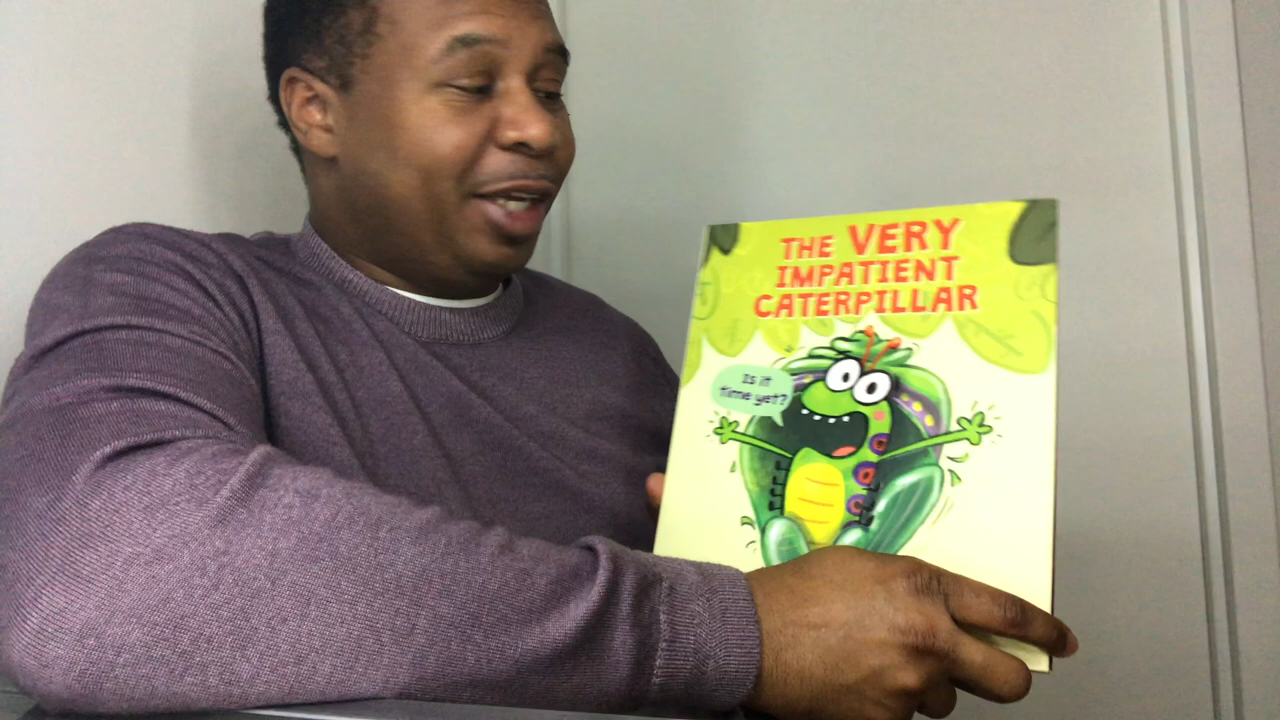 THE VERY
IMPATIENT
CATERPILLAR
Is it
time yet?